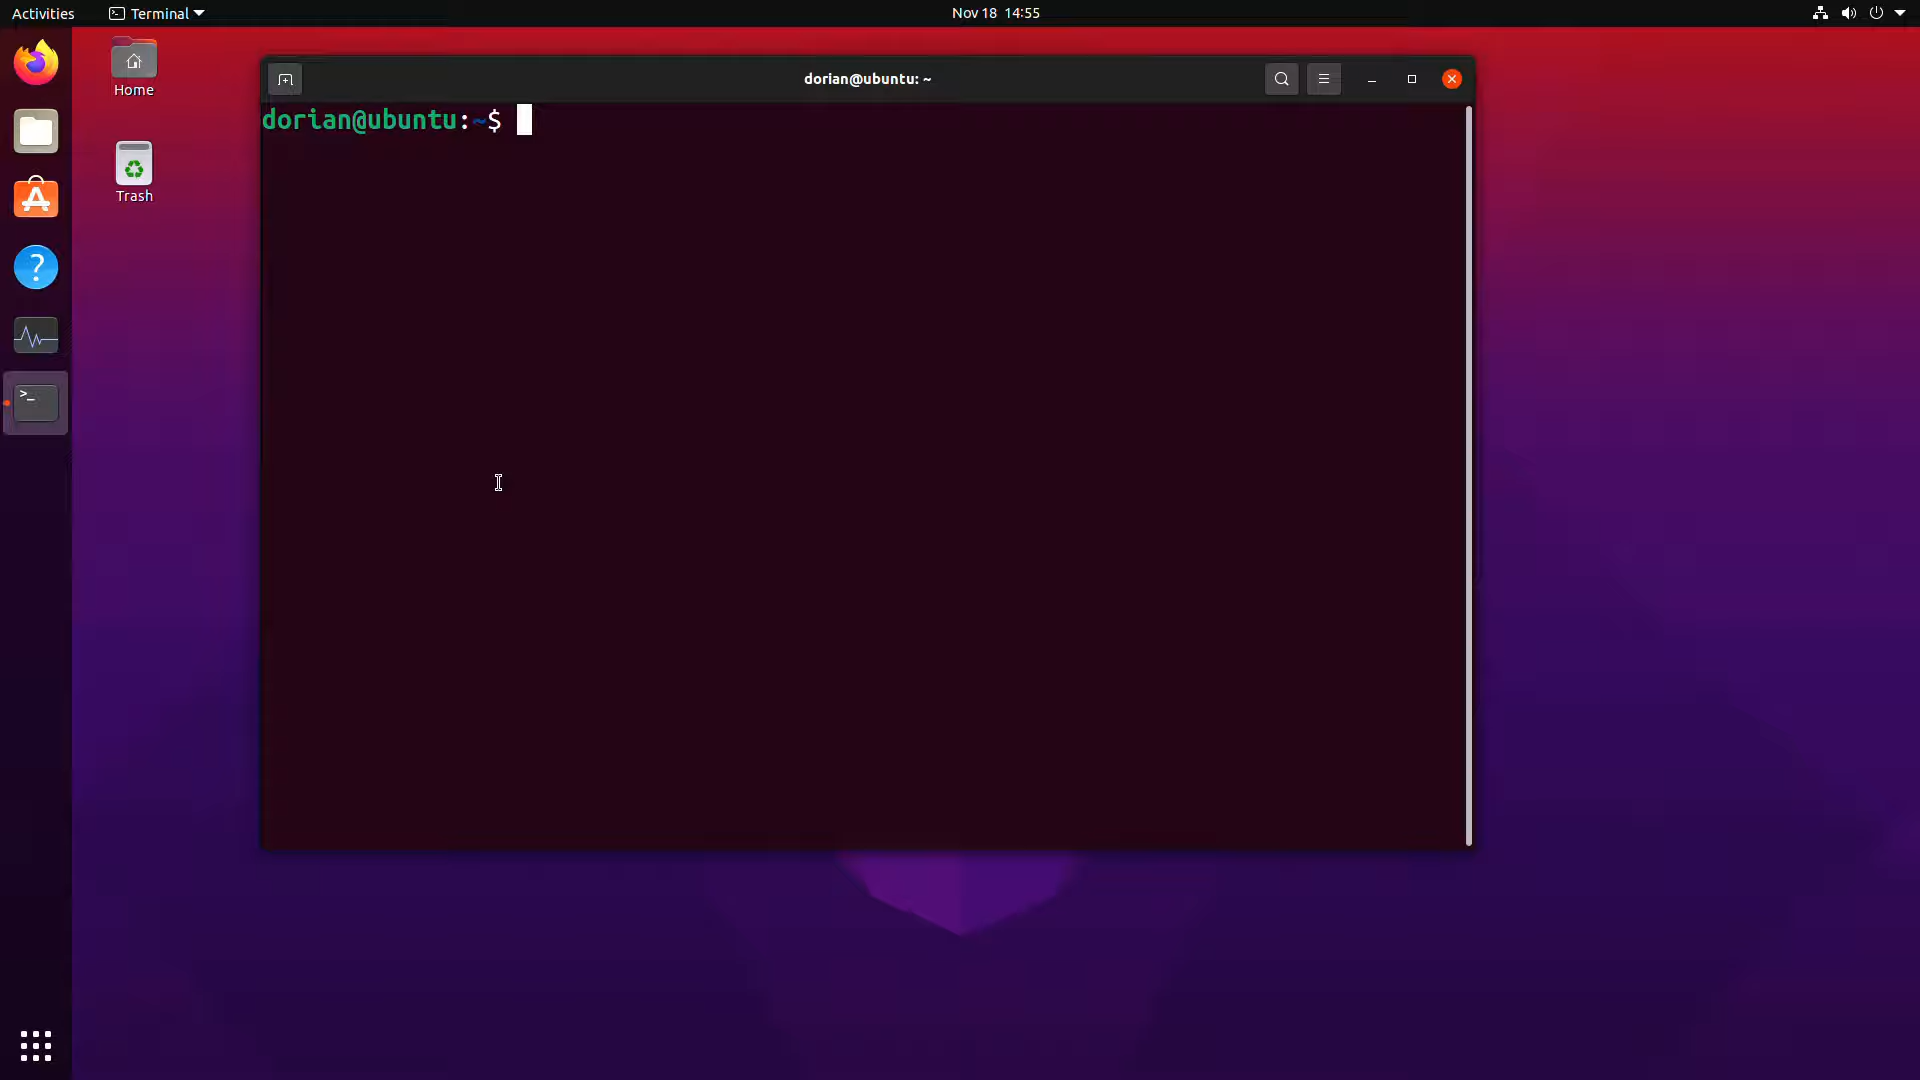 Activities Terminal Nov 18 14:55
Home
Trash
dorian@ubuntu: ~
dorian@ubuntu:~$